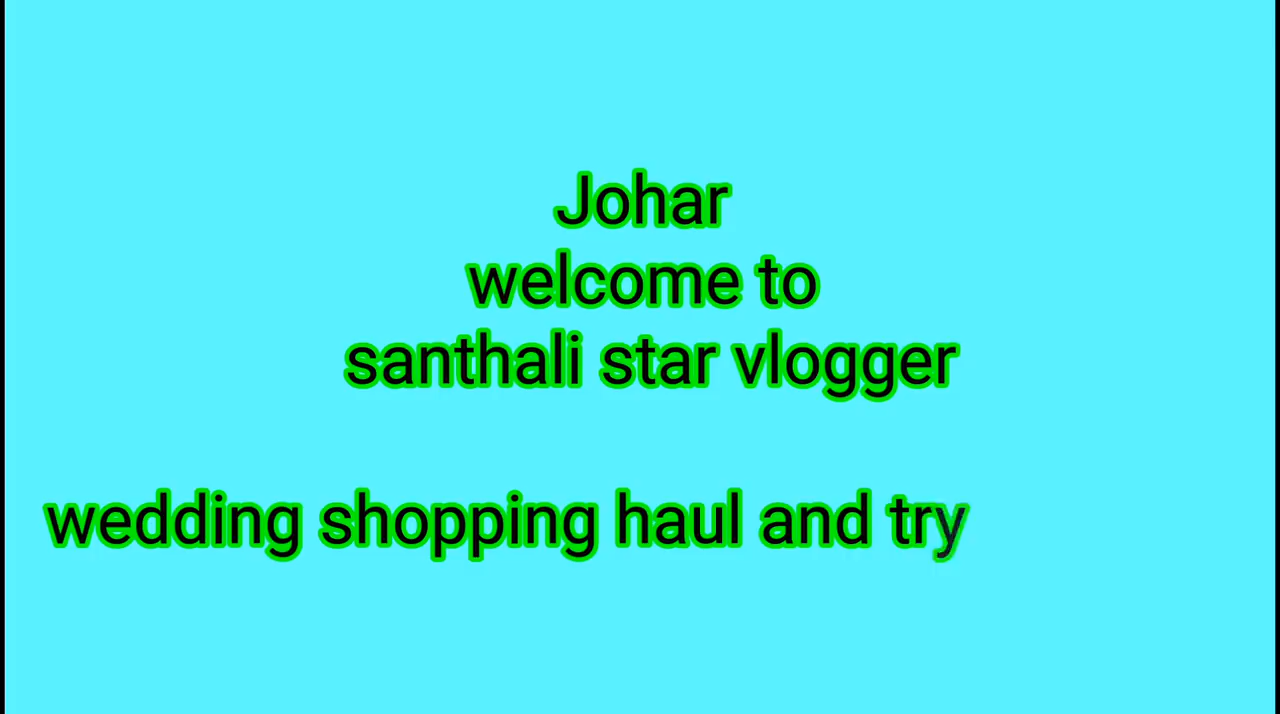 Johar
welcome to
santhali star vlogger
wedding shopping haul and try